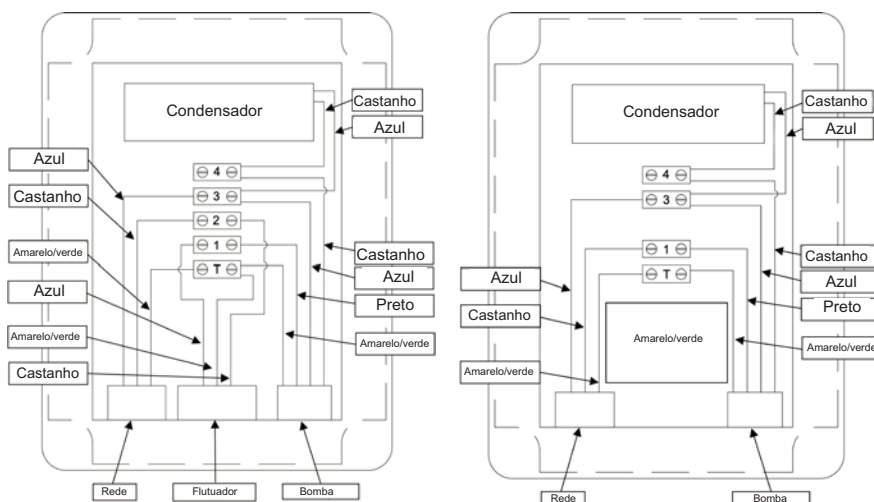 Condensador
Castanho
Azul
Azul
Castanho
Amarelo/verde
Azul
Amarelo/verde
Castanho
4
3
2
1
T
Castanho
Azul
Preto
Amarelo/verde
Rede
Flutuador
Bomba
Condensador
Castanho
Azul
4
3
1
T
Azul
Castanho
Amarelo/verde
Amarelo/verde
Castanho
Azul
Preto
Amarelo/verde
Rede
Bomba